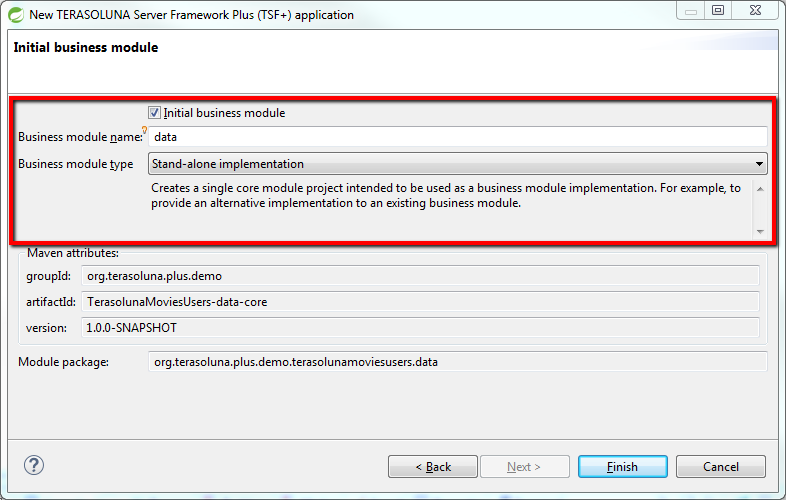 New TERASOLUNA Server Framework Plus (TSF+) application
Initial business module
Initial business module
Business module name: data
Business module type Stand-alone implementation
Creates a single core module project intended to be used as a business module implementation. For example, to
provide an alternative implementation to an existing business module.
Maven attributes:
groupId: org.terasoluna.plus.demo
artifactId: TerasolunaMoviesUsers-data-core
version: 1.0.0-SNAPSHOT
Module package: org.terasoluna.plus.demo.terasolunamoviesusers.data
? < Back Next > Finish Cancel